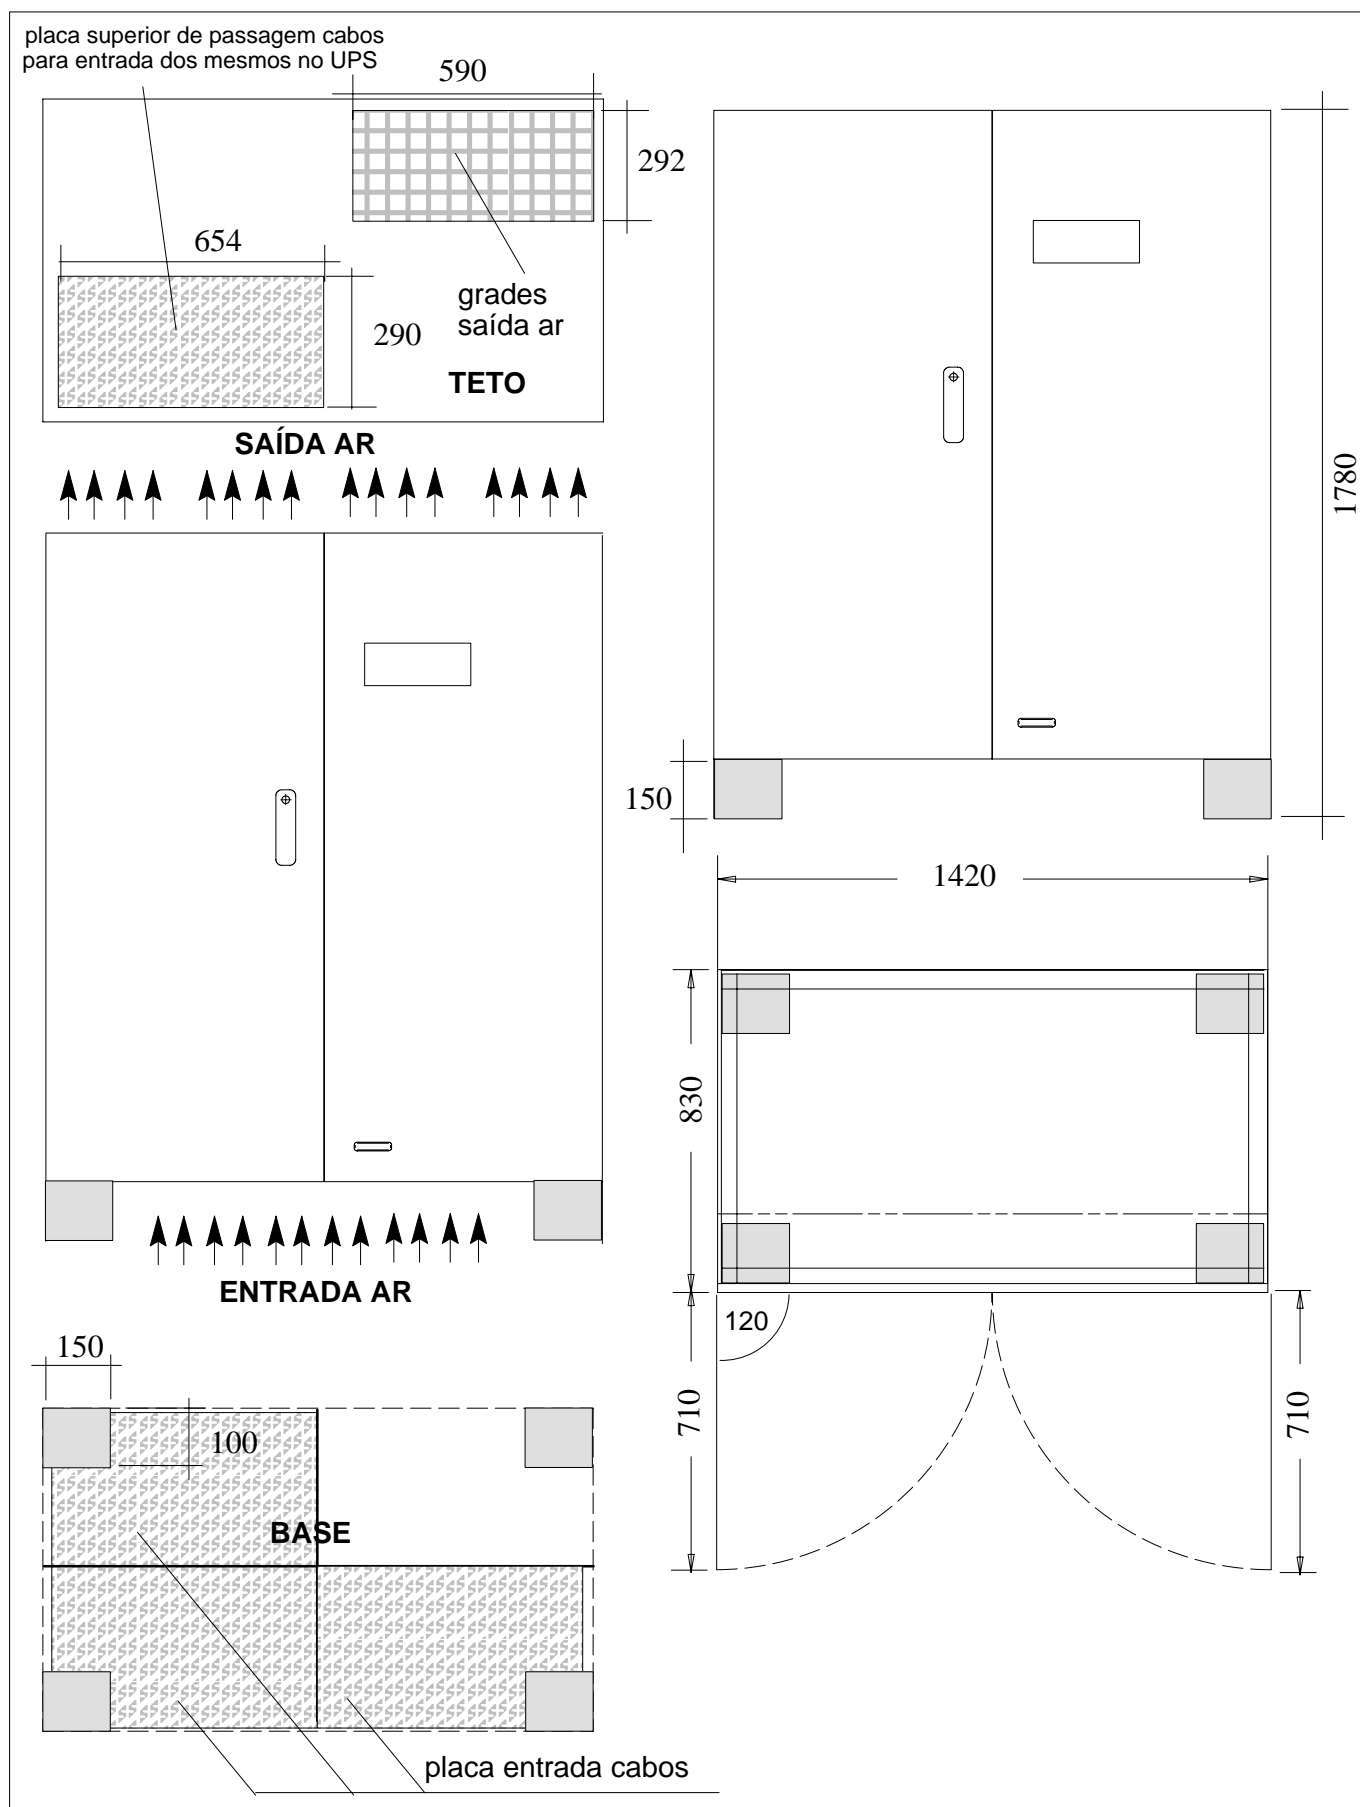 placa superior de passagem cabos
para entrada dos mesmos no UPS
590
292
654
grades
saída ar
290
TETO
SAÍDA AR
1780
150
1420
830
ENTRADA AR
120
150
710
710
100
BASE
placa entrada cabos